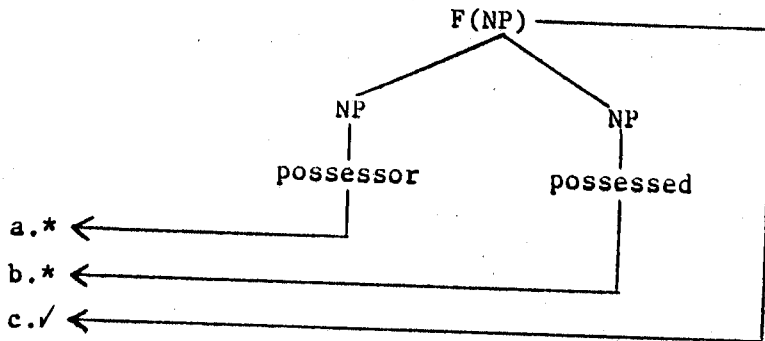 F(NP)
NP NP
possessor possessed
a.*
b.*
c.✓